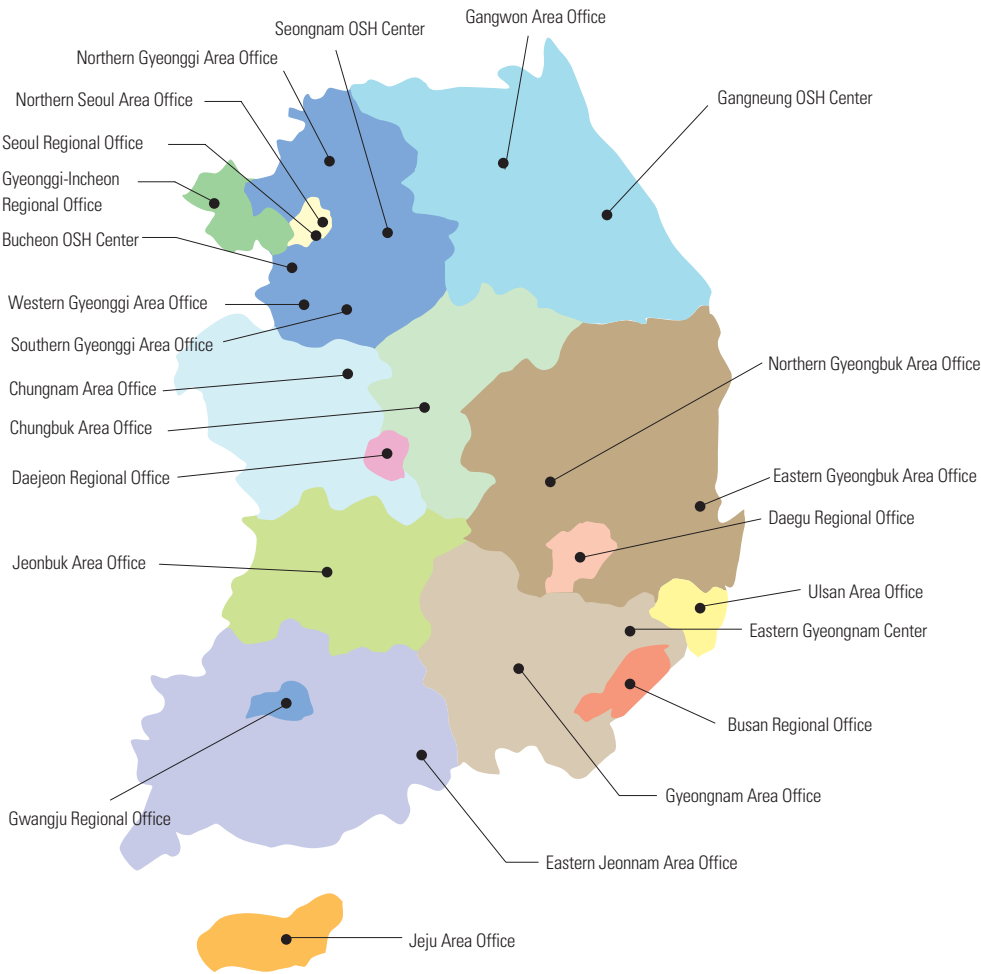 Gangwon Area Office
Seongnam OSH Center
Northern Gyeonggi Area Office
Northern Seoul Area Office
Gangneung OSH Center
Seoul Regional Office
Gyeonggi-Incheon
Regional Office
Bucheon OSH Center
Western Gyeonggi Area Office
Southern Gyeonggi Area Office
Northern Gyeongbuk Area Office
Chungnam Area Office
Chungbuk Area Office
Daejeon Regional Office
Eastern Gyeongbuk Area Office
Daegu Regional Office
Jeonbuk Area Office
Ulsan Area Office
Eastern Gyeongnam Center
Busan Regional Office
Gyeongnam Area Office
Gwangju Regional Office
Eastern Jeonnam Area Office
Jeju Area Office